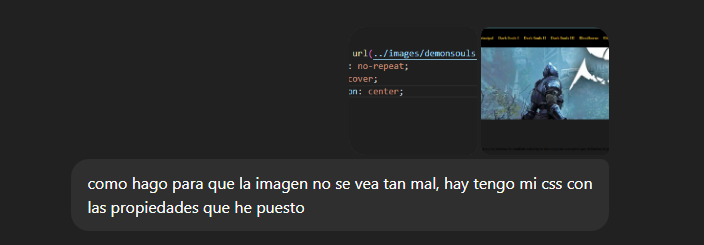 url(../images/demonsouls
: no-repeat;
cover;
on: center;
Dark Souls I Dark Souls II Dark Souls III Bloodborne
como hago para que la imagen no se vea tan mal, hay tengo mi css con
las propiedades que he puesto